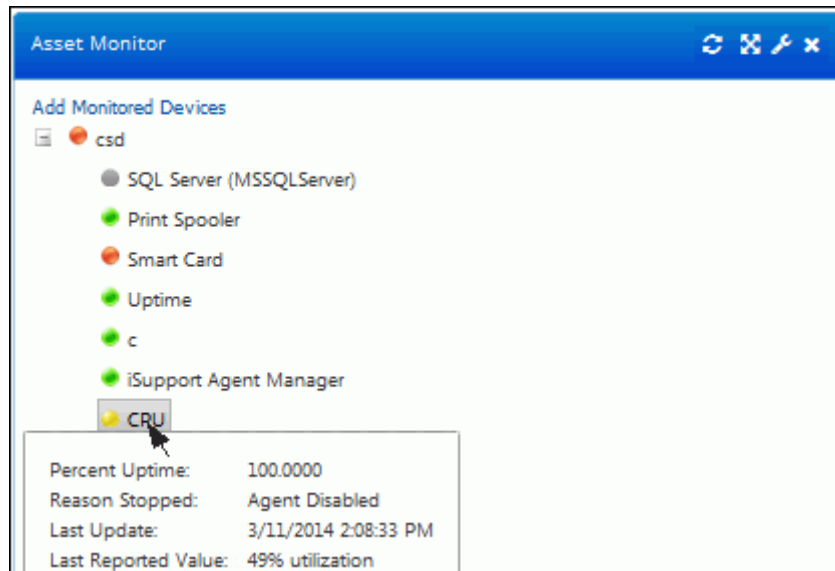 Asset Monitor
Add Monitored Devices
csd
SQL Server (MSSQLServer)
Print Spooler
Smart Card
Uptime
c
iSupport Agent Manager
CPU
Percent Uptime: 100.0000
Reason Stopped: Agent Disabled
Last Update: 3/11/2014 2:08:33 PM
Last Reported Value: 49% utilization